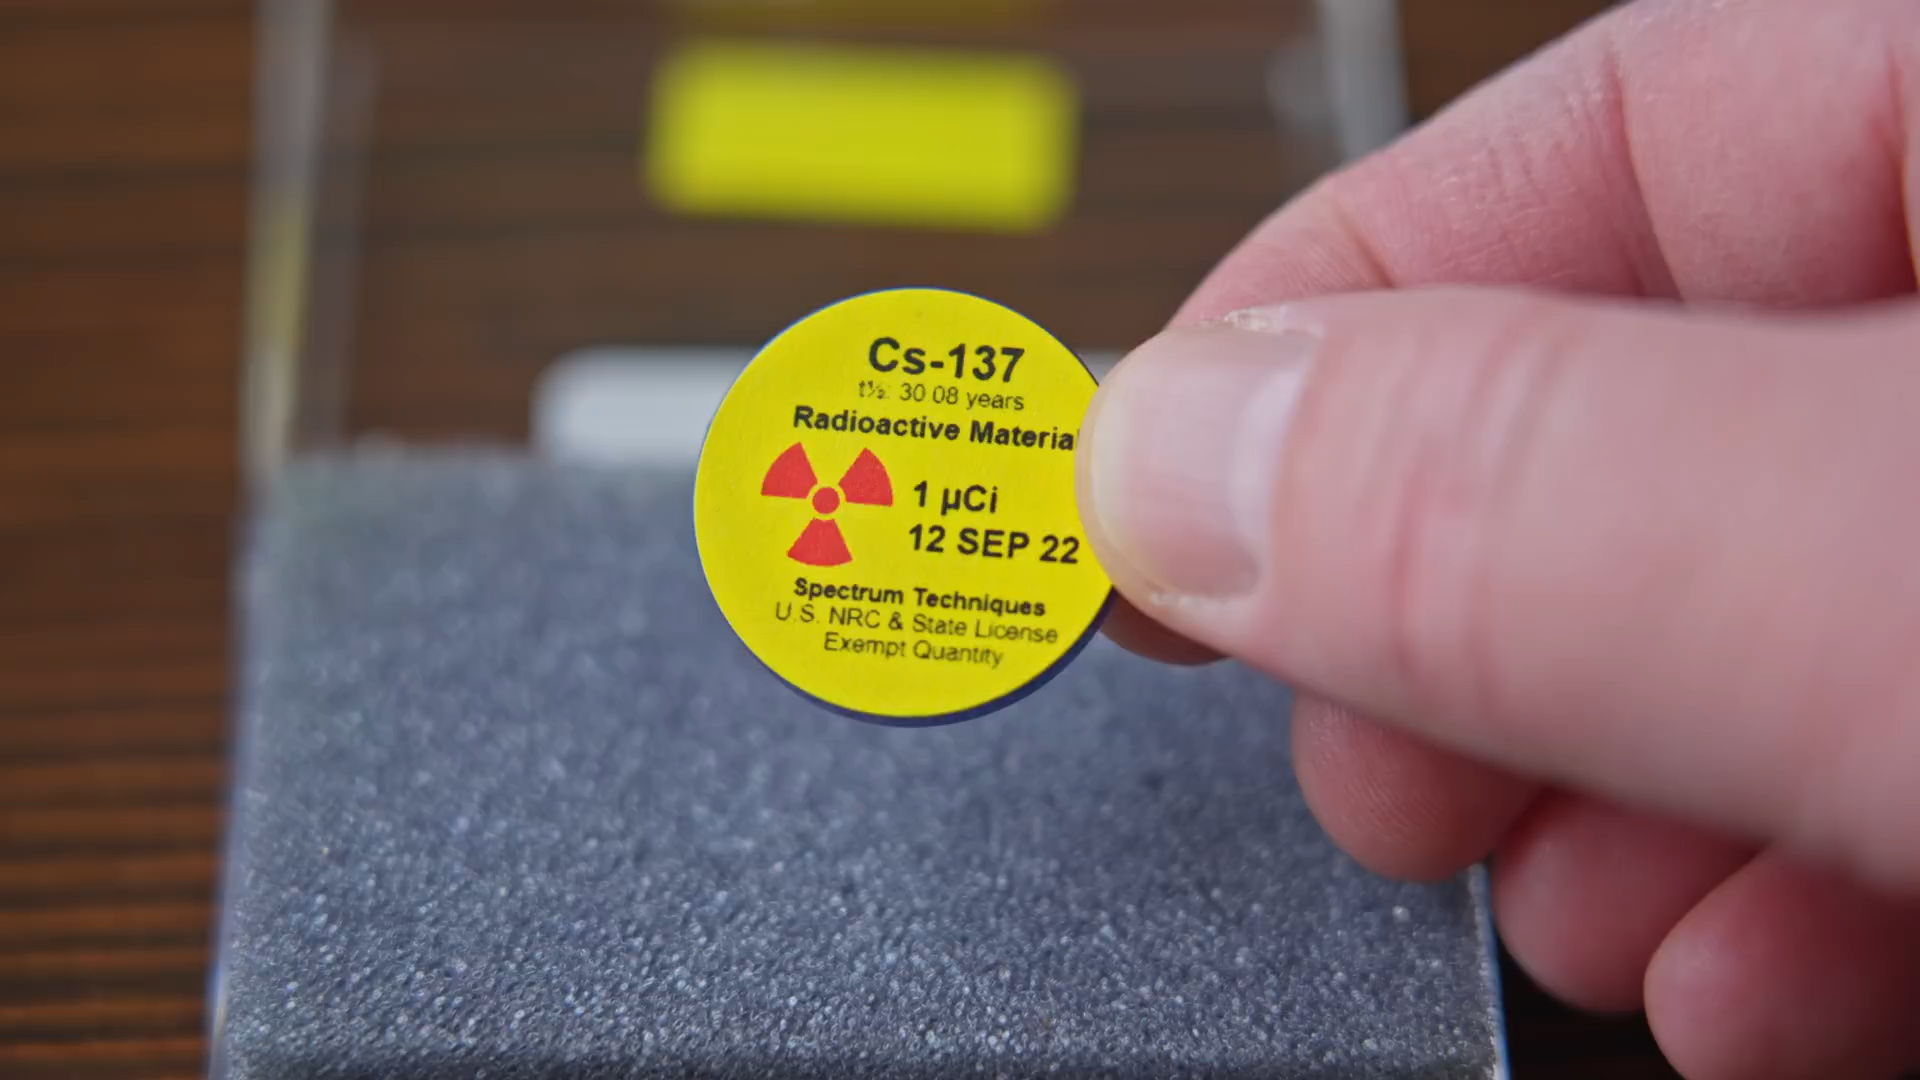 Cs-137
t½: 30.08 years
Radioactive Material
1 µCi
12 SEP 22
Spectrum Techniques
U.S. NRC & State License
Exempt Quantity